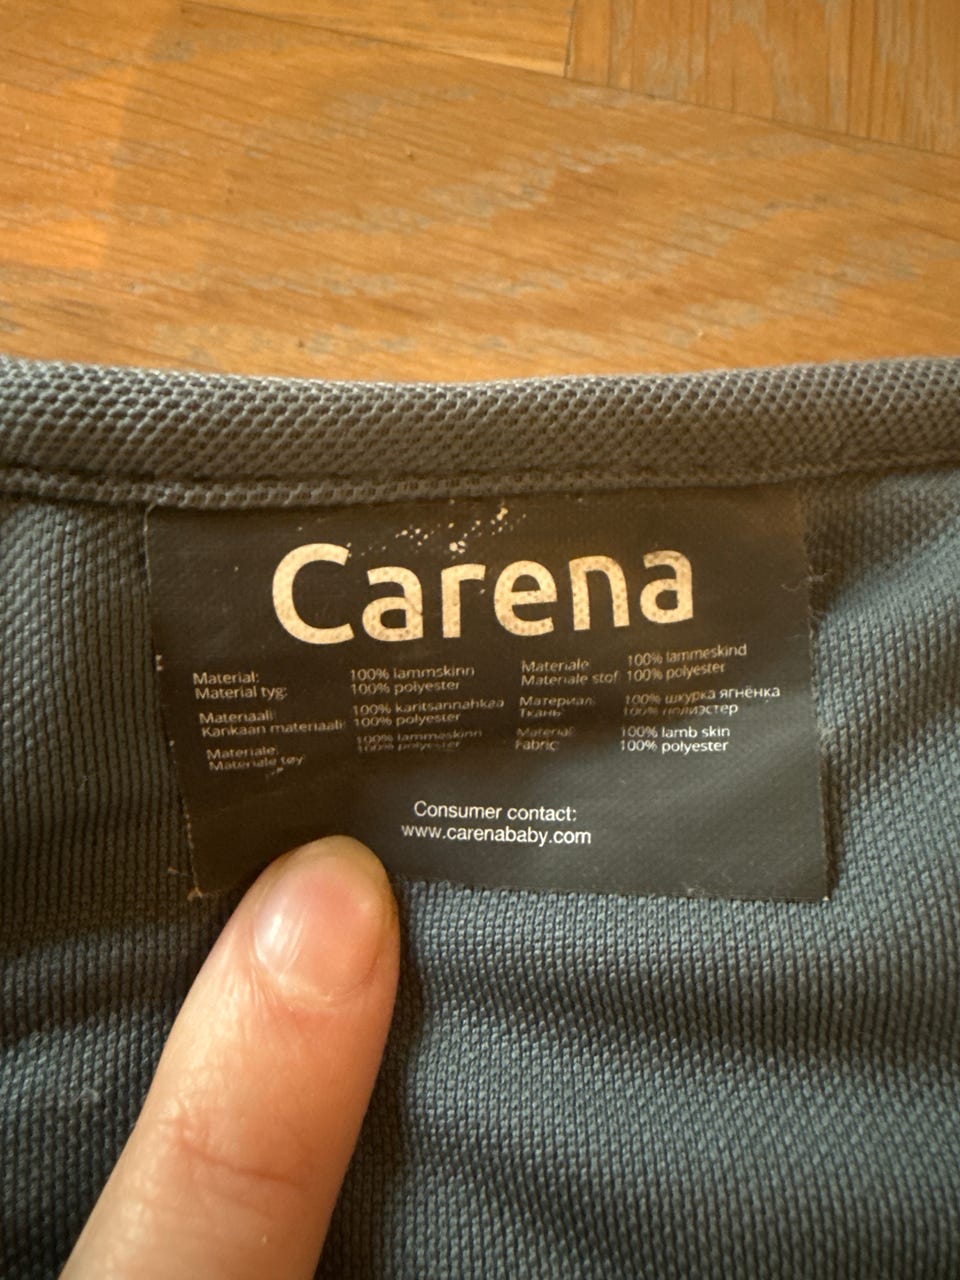 Carena
Material: 100% lammskinn
Material tyg: 100% polyester
Materiaali: 100% karitsannahkaa
Kankaan materiaali: 100% polyester
Materiale: 100% lammeskinn
Materiale tøy: 100% polyester
Materiale: 100% lammeskind
Materiale stof: 100% polyester
Материал: 100% шкурка ягнёнка
Ткань: 100% полиэстер
Material: 100% lamb skin
Fabric: 100% polyester
Consumer contact:
www.carenababy.com